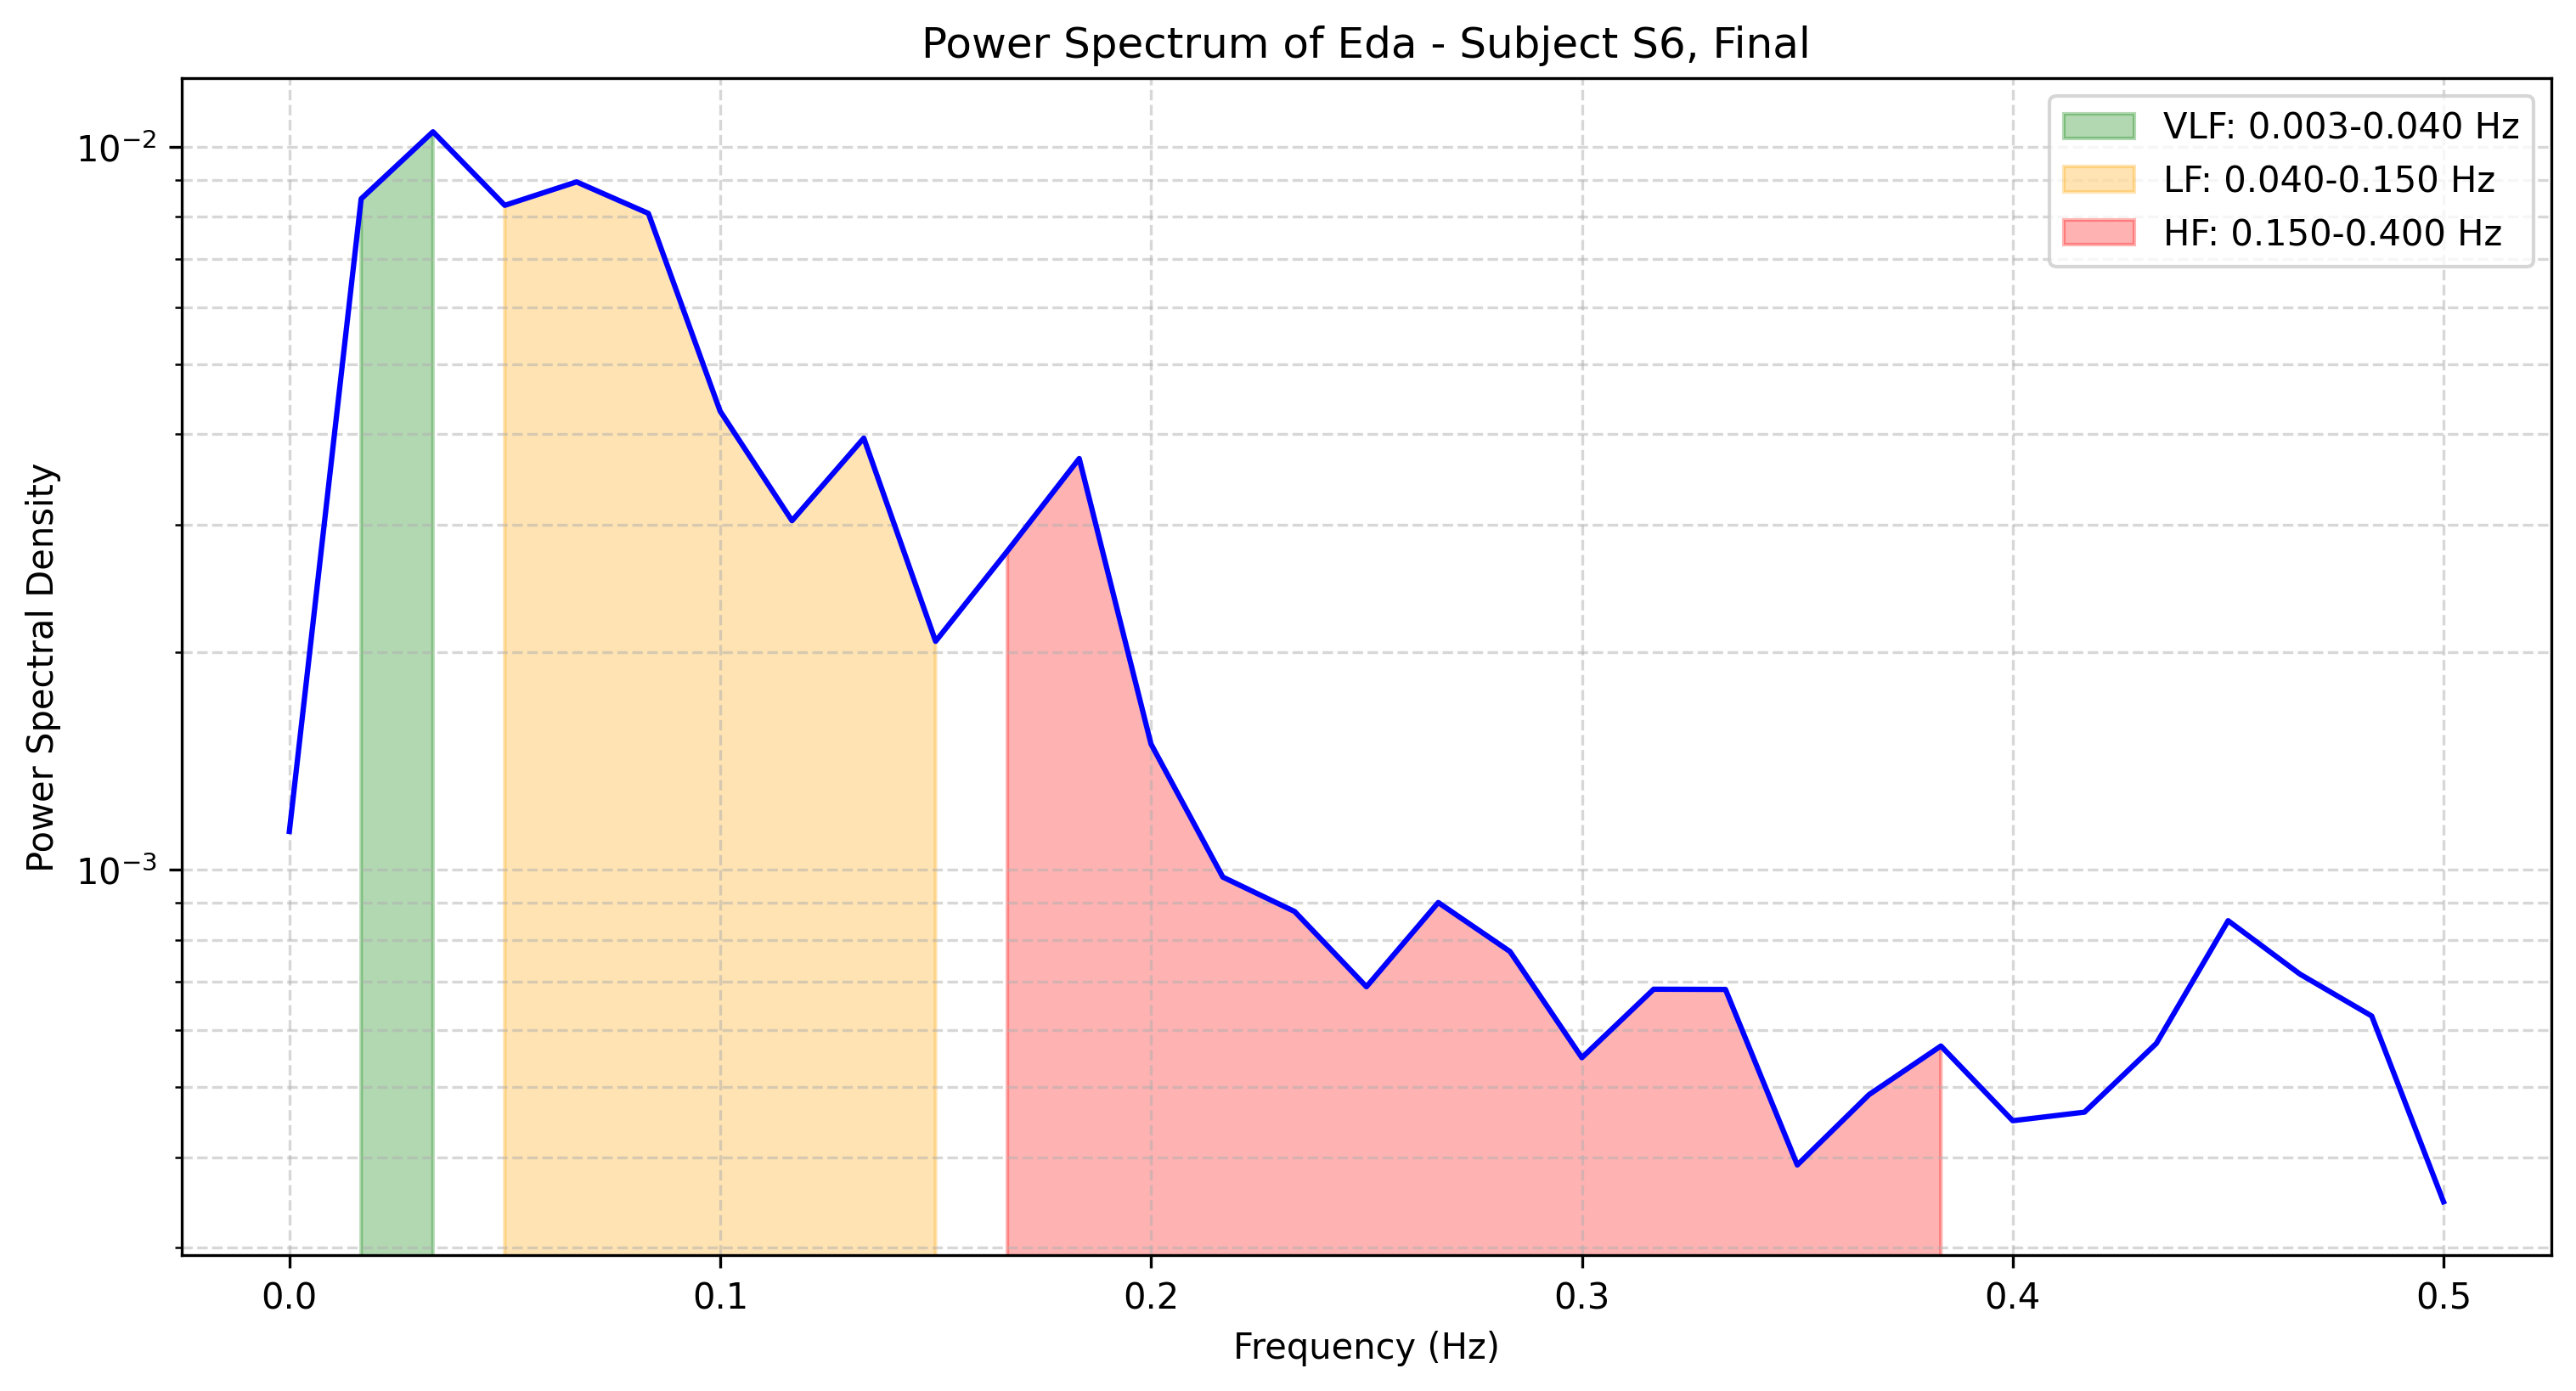 Power Spectrum of Eda - Subject S6, Final
VLF: 0.003-0.040 Hz
LF: 0.040-0.150 Hz
HF: 0.150-0.400 Hz
Power Spectral Density
10⁻²
10⁻³
0.0 0.1 0.2 0.3 0.4 0.5
Frequency (Hz)